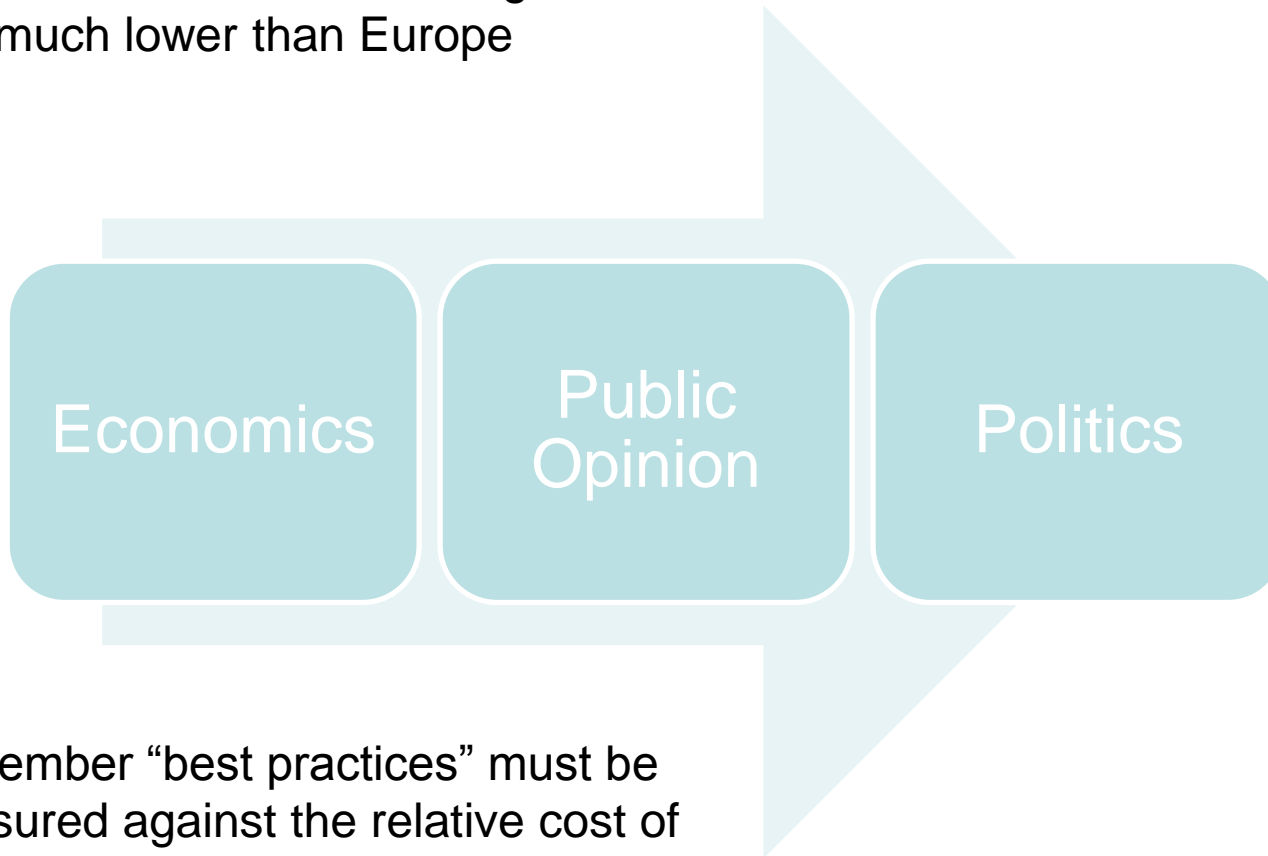 much lower than Europe
Economics
Public
Opinion
Politics
ember “best practices” must be
sured against the relative cost of